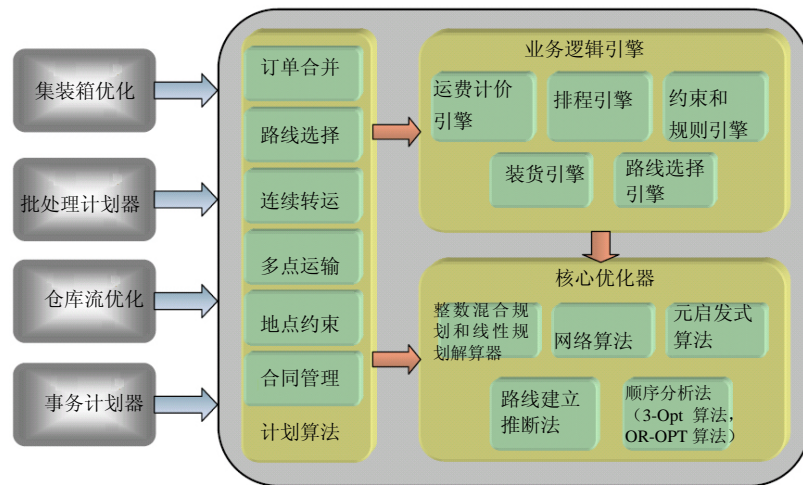 集装箱优化
批处理计划器
仓库流优化
事务计划器
订单合并
路线选择
连续转运
多点运输
地点约束
合同管理
计划算法
业务逻辑引擎
运费计价
引擎
排程引擎
约束和
规则引擎
装货引擎
路线选择
引擎
核心优化器
整数混合规
划和线性规
划解算器
网络算法
元启发式
算法
路线建立
推断法
顺序分析法
（3-Opt 算法，
OR-OPT 算法）